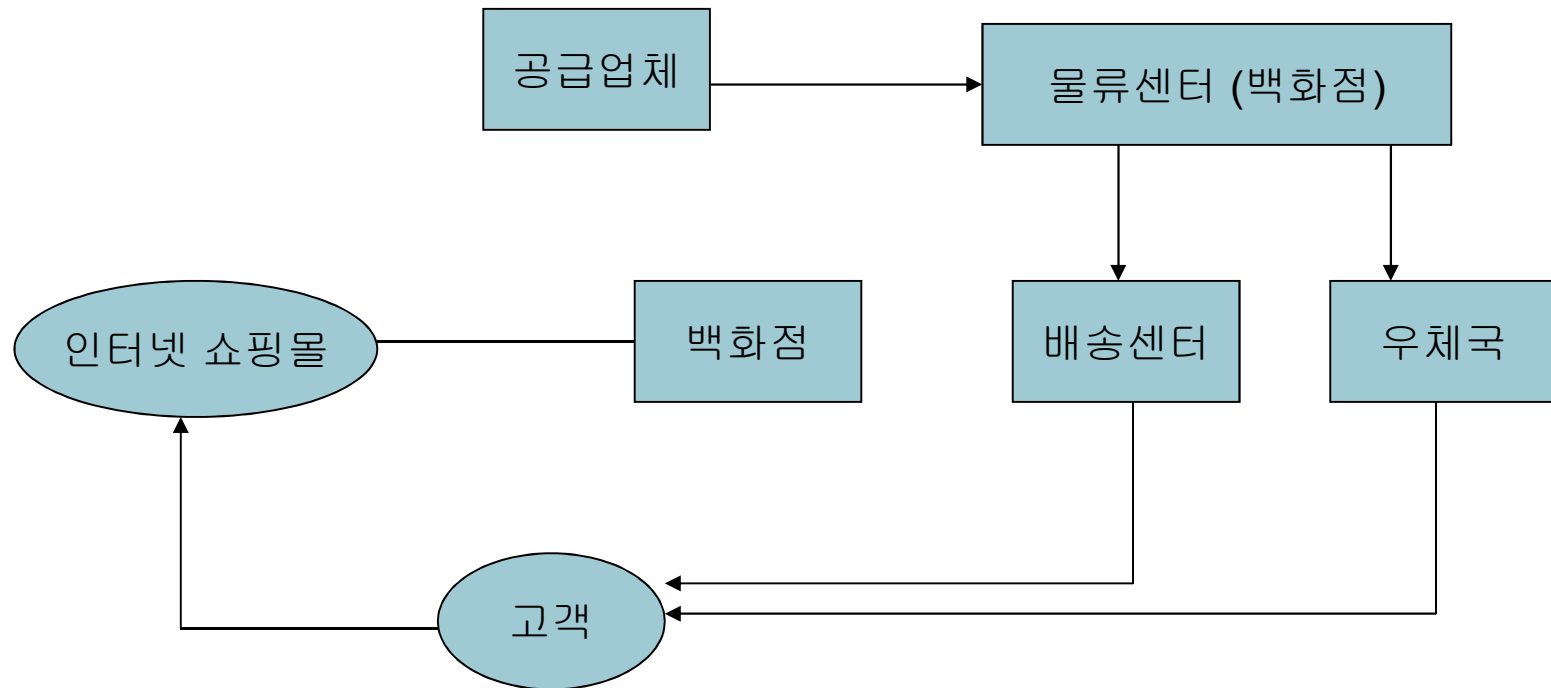 공급업체
물류센터 (백화점)
인터넷 쇼핑몰
백화점
배송센터
우체국
고객